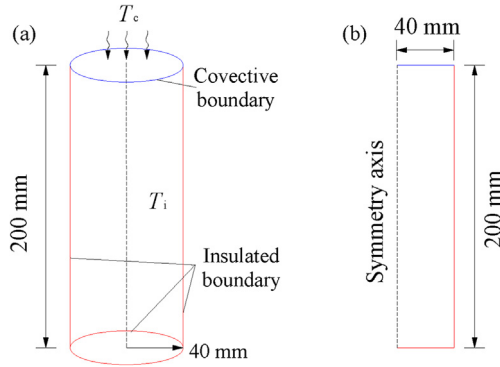 (a)
Tc
Covective
boundary
200 mm
Ti
Insulated
boundary
40 mm
(b)
40 mm
Symmetry axis
200 mm